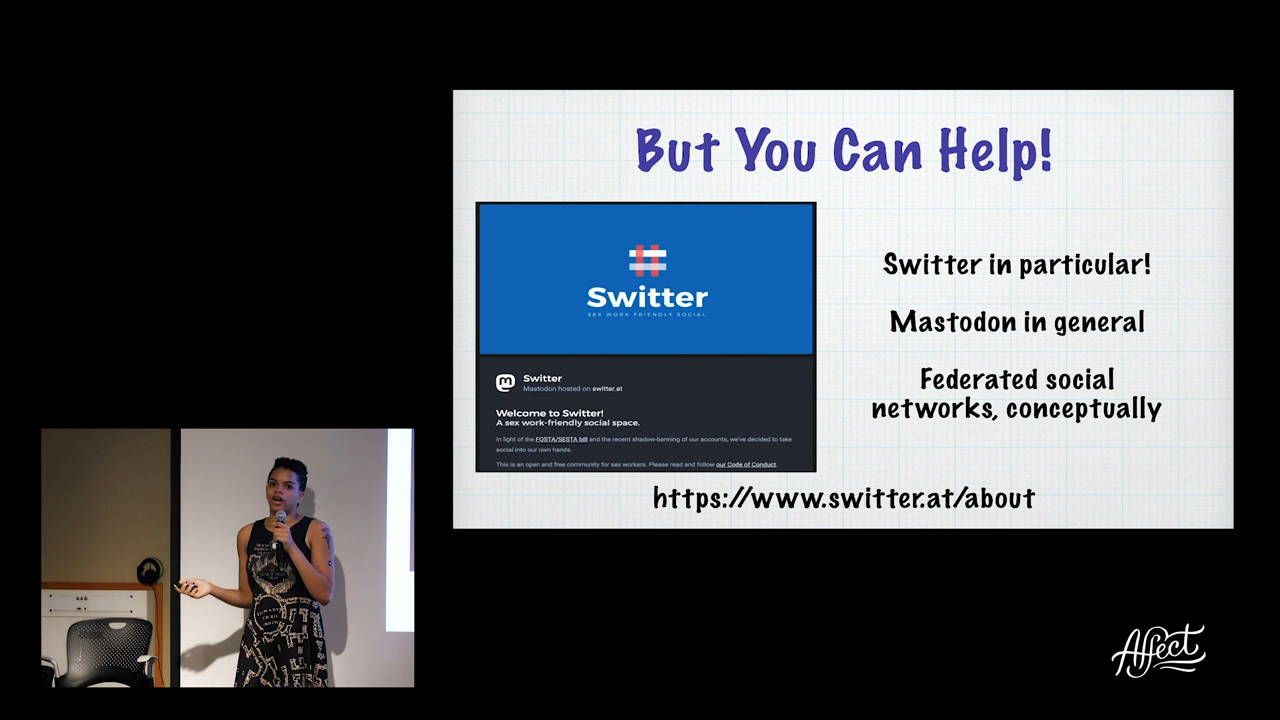 But You Can Help!
Switter
SEX WORK FRIENDLY SOCIAL
Switter
Mastodon hosted on switter.at
Welcome to Switter!
A sex work-friendly social space.
In light of the FOSTA/SESTA bill and the recent shadow-banning of our accounts, we've decided to take
social into our own hands.
This is an open and free community for sex workers. Please read and follow our Code of Conduct.
Switter in particular!
Mastodon in general
Federated social
networks, conceptually
https://www.switter.at/about
Affect